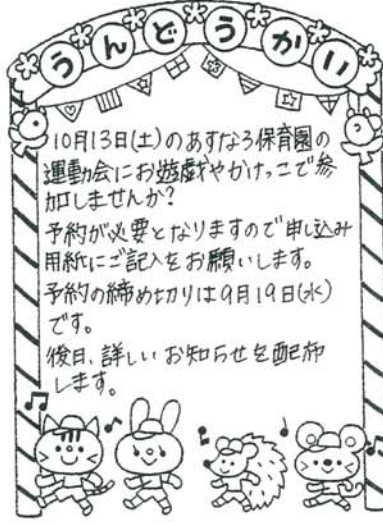 うんどうかい
10月13日(土)のあすなろ保育園の
運動会にお遊戯やかけっこで参
加しませんか?
予約が必要となりますので申し込み
用紙にご記入をお願いします。
予約の締め切りは9月19日(水)
です。
後日、詳しいお知らせを配布
します。